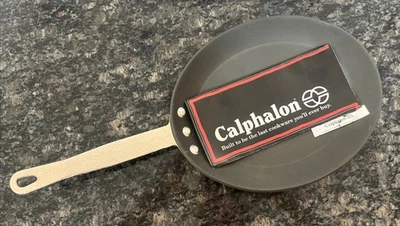 Calphalon
Built to be the last cookware you'll ever buy.